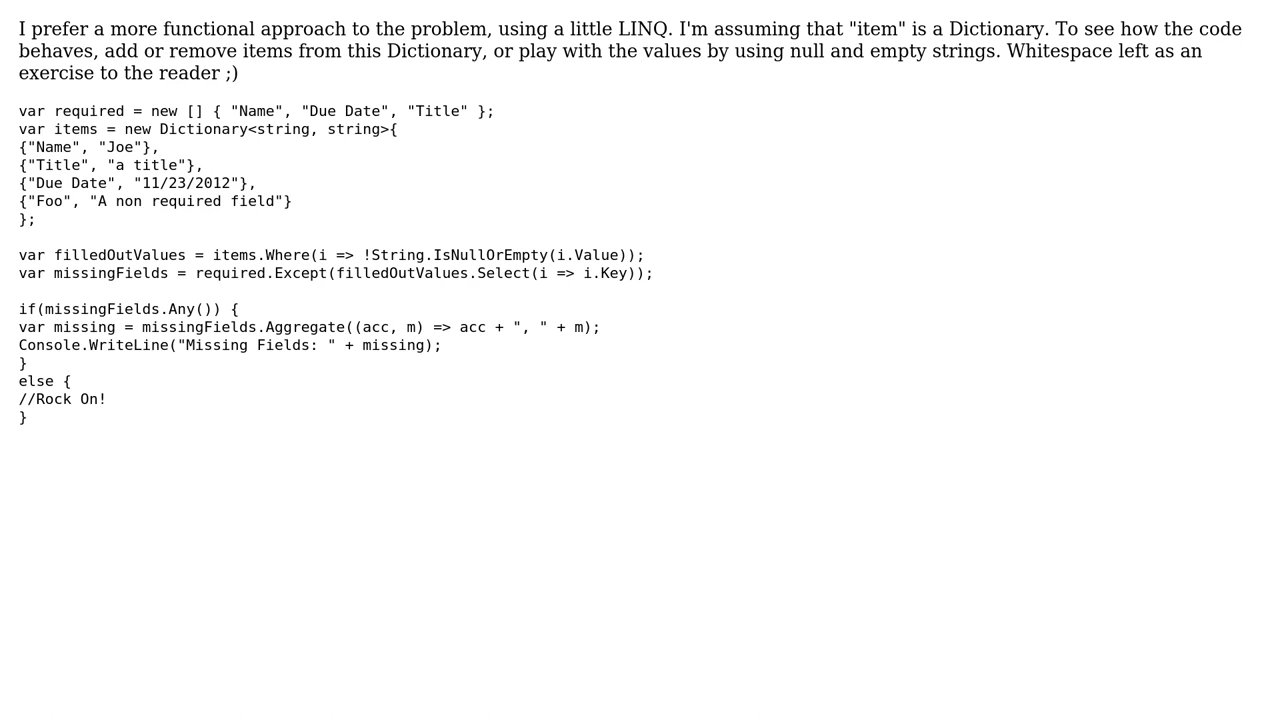 I prefer a more functional approach to the problem, using a little LINQ. I'm assuming that "item" is a Dictionary. To see how the code
behaves, add or remove items from this Dictionary, or play with the values by using null and empty strings. Whitespace left as an
exercise to the reader ;)
var required = new [] { "Name", "Due Date", "Title" };
var items = new Dictionary<string, string>{
{"Name", "Joe"},
{"Title", "a title"},
{"Due Date", "11/23/2012"},
{"Foo", "A non required field"}
};
var filledOutValues = items.Where(i => !String.IsNullOrEmpty(i.Value));
var missingFields = required.Except(filledOutValues.Select(i => i.Key));
if(missingFields.Any()) {
var missing = missingFields.Aggregate((acc, m) => acc + ", " + m);
Console.WriteLine("Missing Fields: " + missing);
}
else {
//Rock On!
}